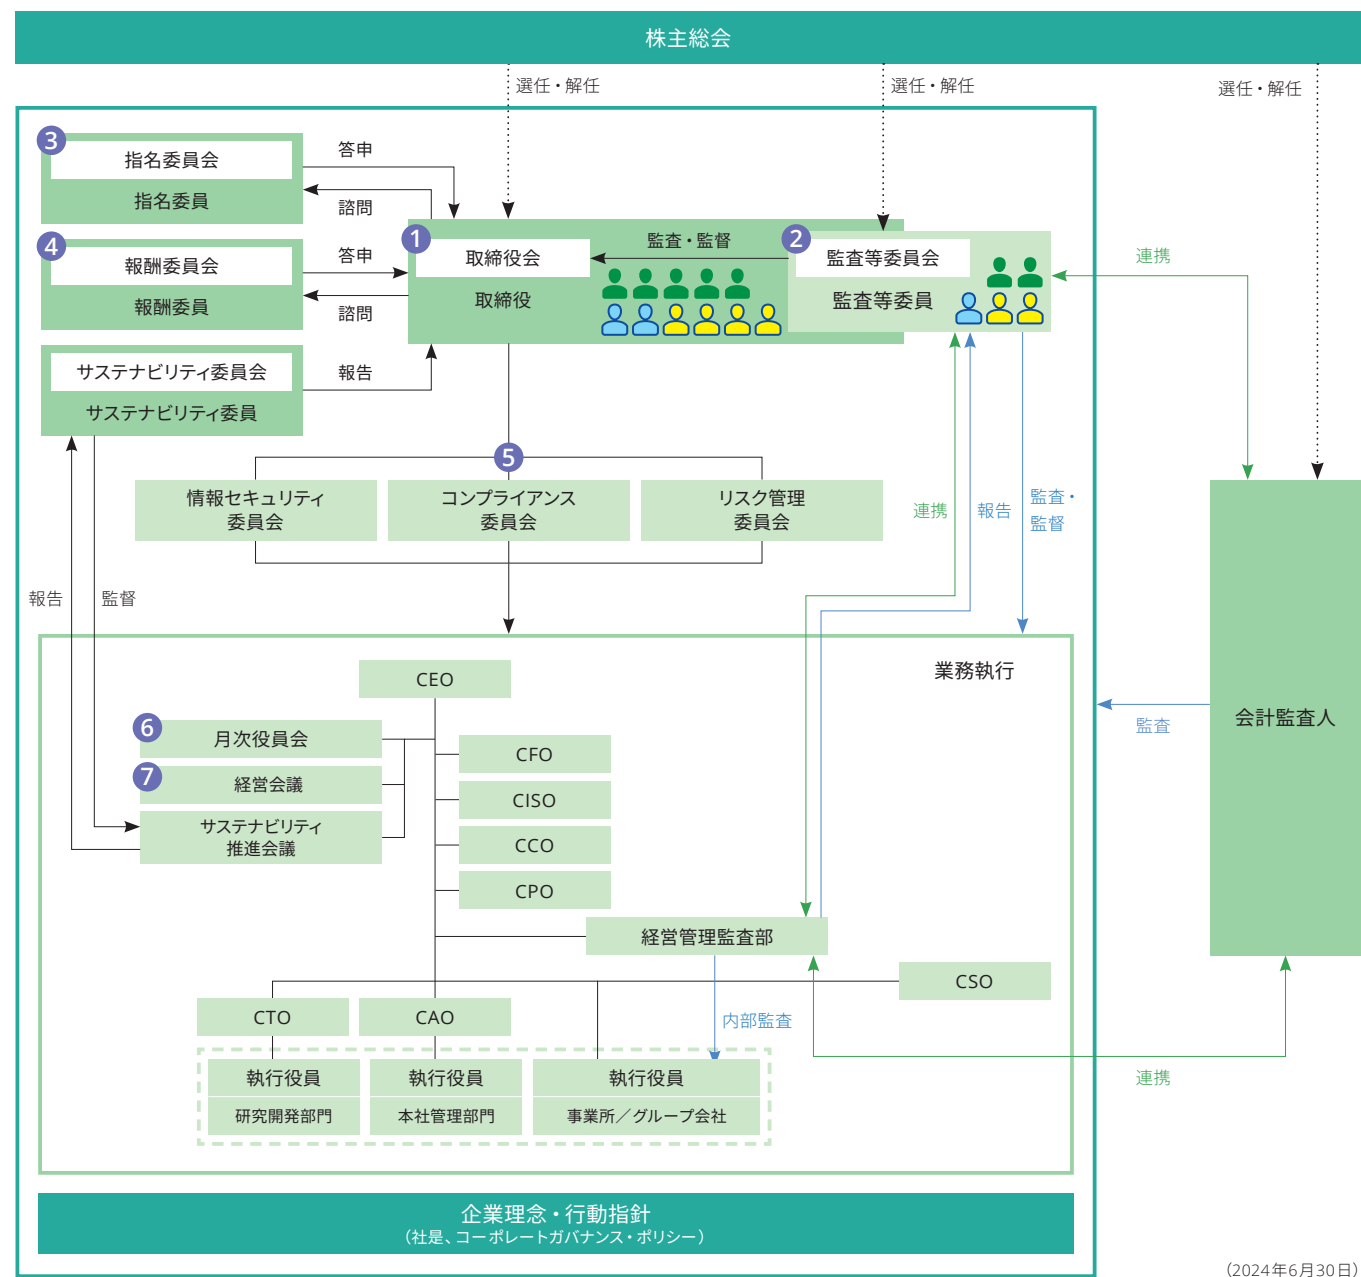 株主総会
選任・解任
選任・解任
選任・解任
3
指名委員会
指名委員
答申
諮問
4
報酬委員会
報酬委員
答申
諮問
1
取締役会
取締役
監査・監督
2
監査等委員会
監査等委員
連携
サステナビリティ委員会
サステナビリティ委員
報告
5
情報セキュリティ
委員会
コンプライアンス
委員会
リスク管理
委員会
連携
報告
監査・
監督
報告
監督
業務執行
CEO
6
月次役員会
7
経営会議
サステナビリティ
推進会議
CFO
CISO
CCO
CPO
会計監査人
監査
経営管理監査部
CSO
CTO
CAO
内部監査
執行役員
研究開発部門
執行役員
本社管理部門
執行役員
事業所／グループ会社
連携
企業理念・行動指針
（社是、コーポレートガバナンス・ポリシー）
（2024年6月30日）